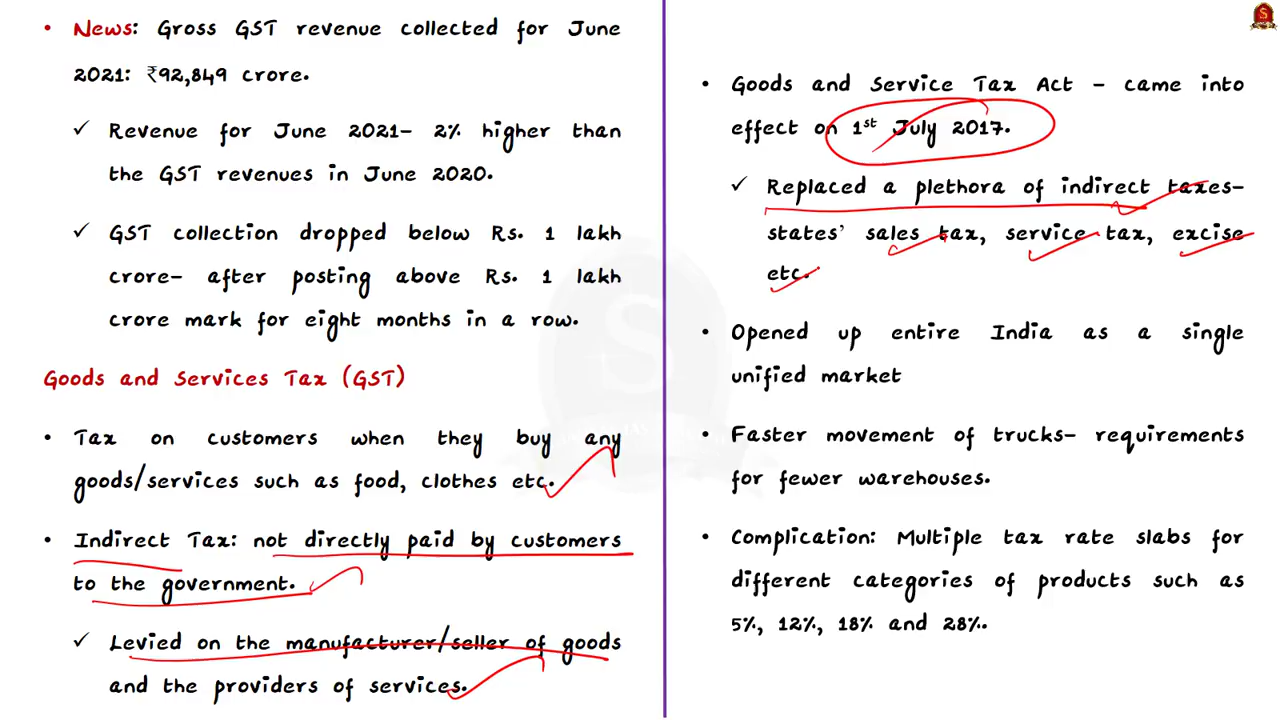 • News: Gross GST revenue collected for June
2021: ₹92,849 crore.
✓ Revenue for June 2021- 2% higher than
the GST revenues in June 2020.
✓ GST collection dropped below Rs. 1 lakh
crore- after posting above Rs. 1 lakh
crore mark for eight months in a row.
Goods and Services Tax (GST)
• Tax on customers when they buy any
goods/services such as food, clothes etc.
• Indirect Tax: not directly paid by customers
to the government.
✓ Levied on the manufacturer/seller of goods
and the providers of services.
• Goods and Service Tax Act - came into
effect on 1st July 2017.
✓ Replaced a plethora of indirect taxes-
states' sales tax, service tax, excise
etc.
• Opened up entire India as a single
unified market
• Faster movement of trucks- requirements
for fewer warehouses.
• Complication: Multiple tax rate slabs for
different categories of products such as
5%, 12%, 18% and 28%.